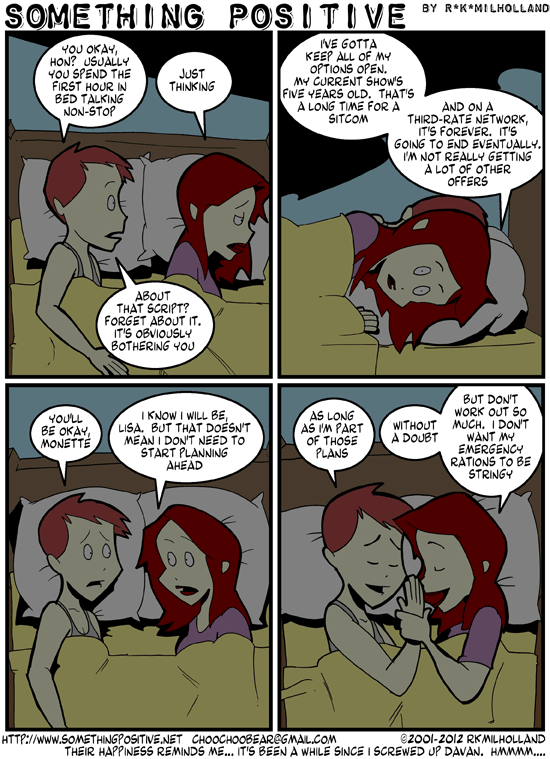 SOMETHING POSITIVE
BY R*K*MILHOLLAND
YOU OKAY,
HON? USUALLY
YOU SPEND THE
FIRST HOUR IN
BED TALKING
NON-STOP
JUST
THINKING
ABOUT
THAT SCRIPT?
FORGET ABOUT IT.
IT'S OBVIOUSLY
BOTHERING YOU
I'VE GOTTA
KEEP ALL OF MY
OPTIONS OPEN.
MY CURRENT SHOW'S
FIVE YEARS OLD. THAT'S
A LONG TIME FOR A
SITCOM
AND ON A
THIRD-RATE NETWORK,
IT'S FOREVER. IT'S
GOING TO END EVENTUALLY.
I'M NOT REALLY GETTING
A LOT OF OTHER
OFFERS
YOU'LL
BE OKAY,
MONETTE
I KNOW I WILL BE,
LISA. BUT THAT DOESN'T
MEAN I DON'T NEED TO
START PLANNING
AHEAD
AS LONG
AS I'M PART
OF THOSE
PLANS
WITHOUT
A DOUBT
BUT DON'T
WORK OUT SO
MUCH. I DON'T
WANT MY
EMERGENCY
RATIONS TO BE
STRINGY
HTTP://WWW.SOMETHINGPOSITIVE.NET CHOOCHOOBEAR@GMAIL.COM ©2001-2012 RKMILHOLLAND
THEIR HAPPINESS REMINDS ME... IT'S BEEN A WHILE SINCE I SCREWED UP DAVAN. HMMMM....